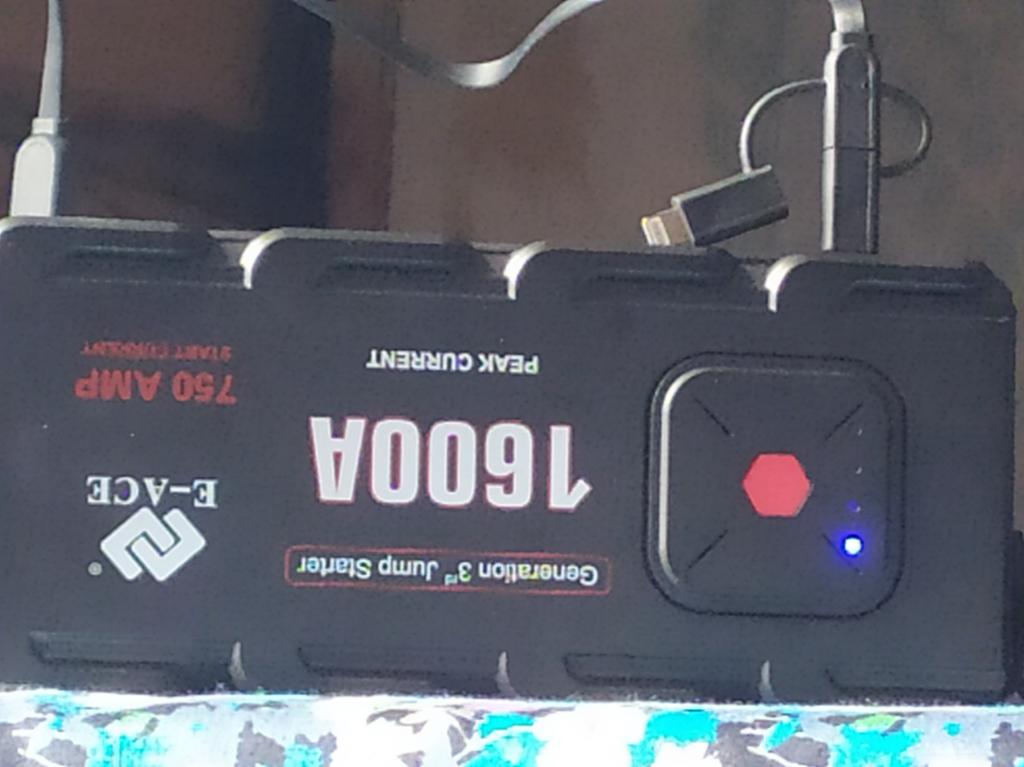 Generation 3rd Jump Starter
1600A
PEAK CURRENT
E-ACE
®
750 AMP
START CURRENT